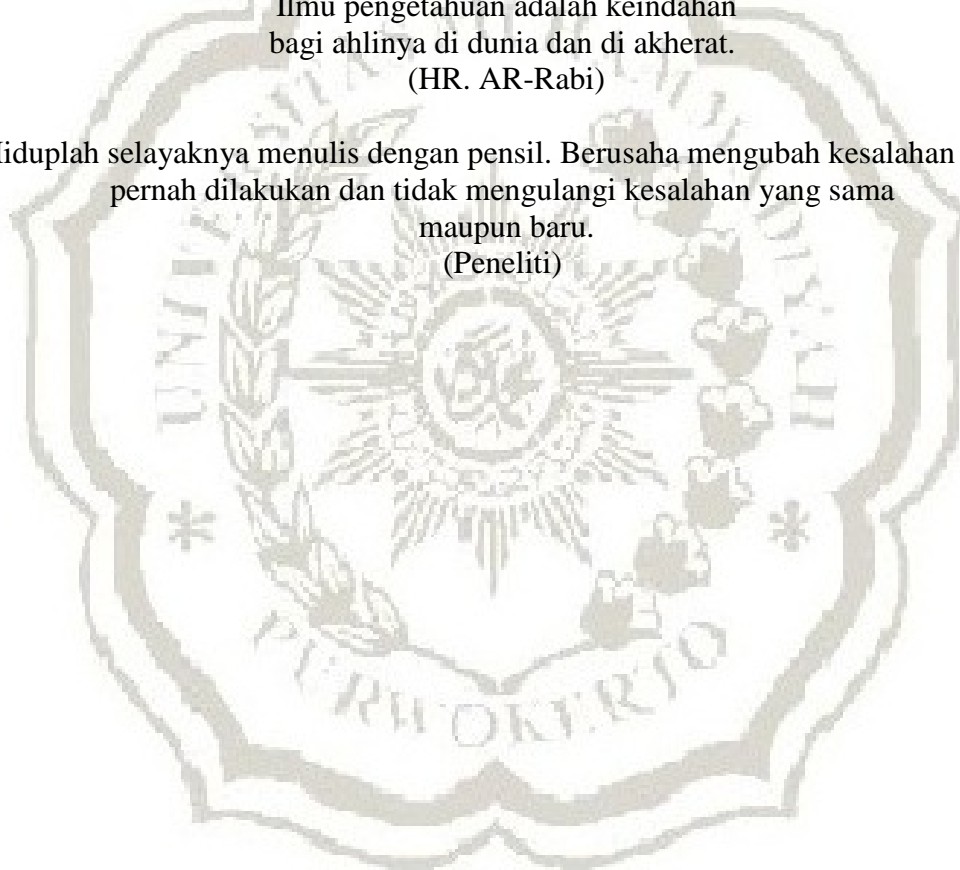 Ilmu pengetahuan adalah keindahan
bagi ahlinya di dunia dan di akherat.
(HR. AR-Rabi)
selayaknya menulis dengan pensil. Berusaha mengubah kesalahan
pernah dilakukan dan tidak mengulangi kesalahan yang sama
maupun baru.
(Peneliti)
PURWOKERTO